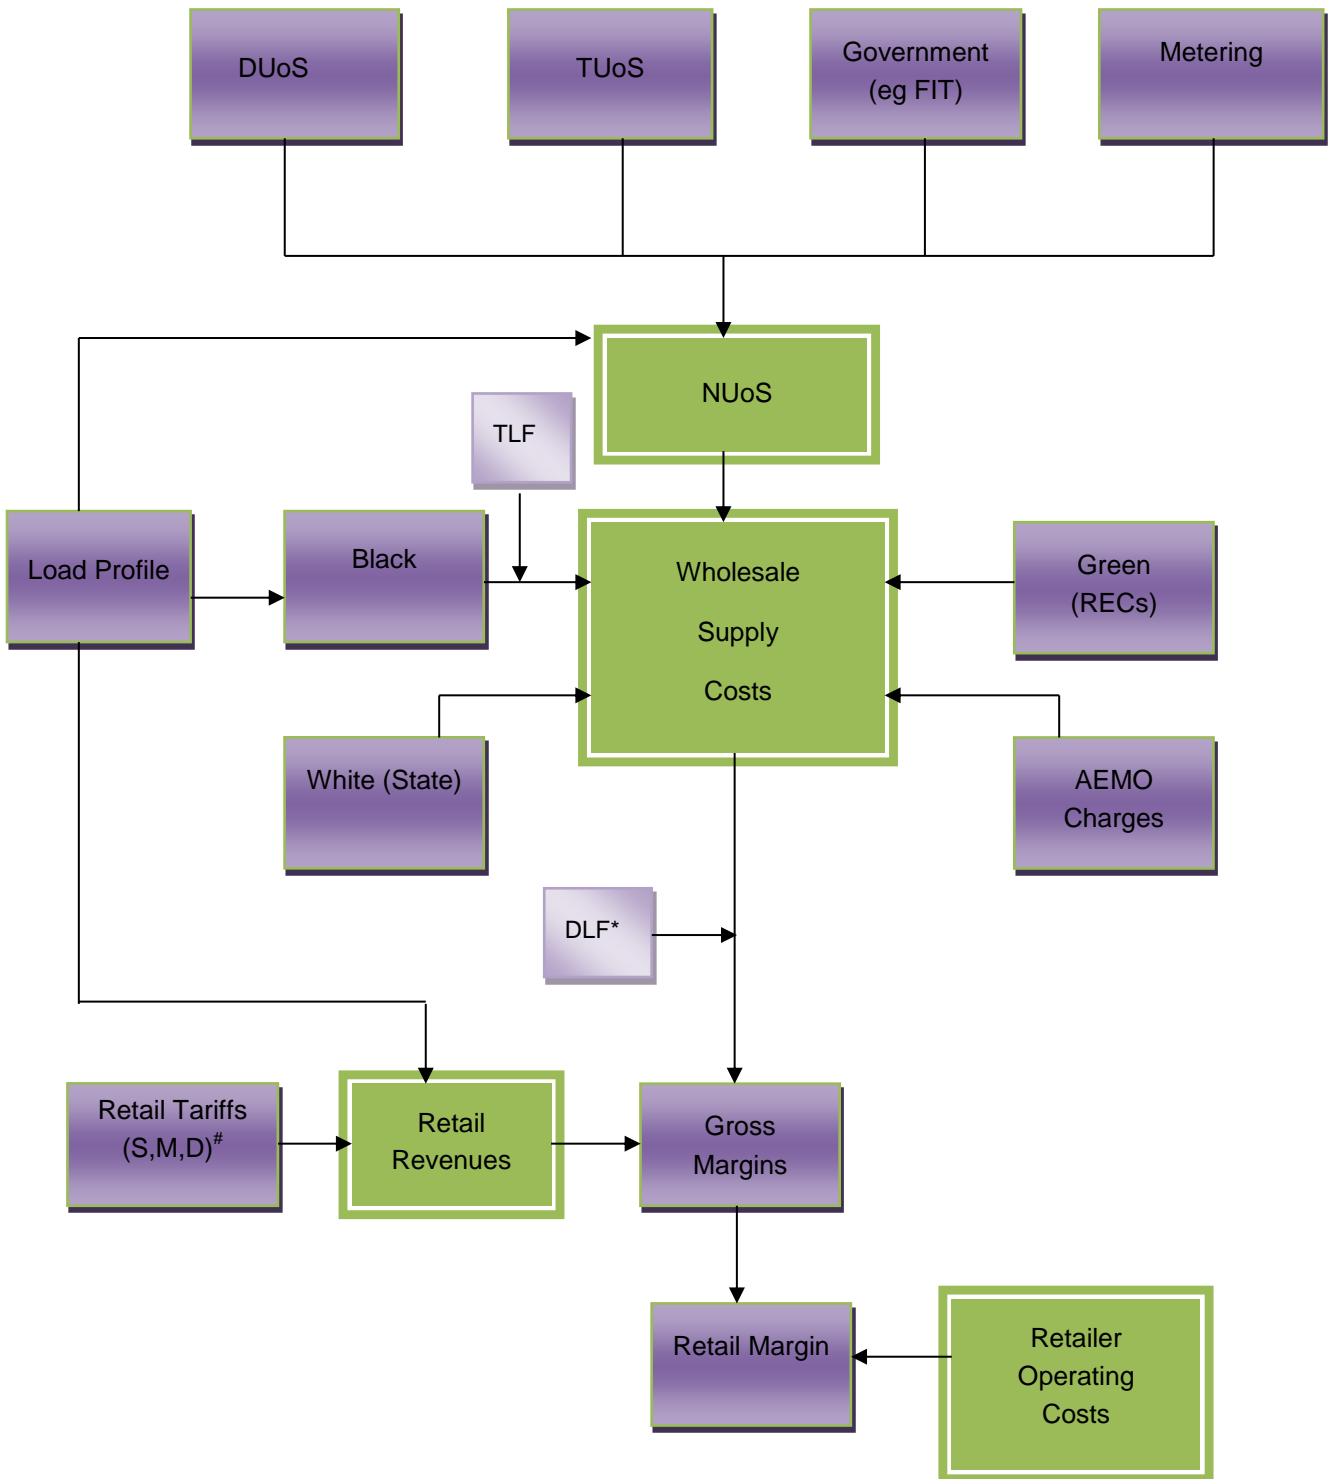 DUoS
TUoS
Government
(eg FIT)
Metering
NUoS
TLF
Load Profile
Black
Wholesale
Supply
Costs
Green
(RECs)
White (State)
AEMO
Charges
DLF*
Retail Tariffs
(S,M,D)#
Retail
Revenues
Gross
Margins
Retail Margin
Retailer
Operating
Costs